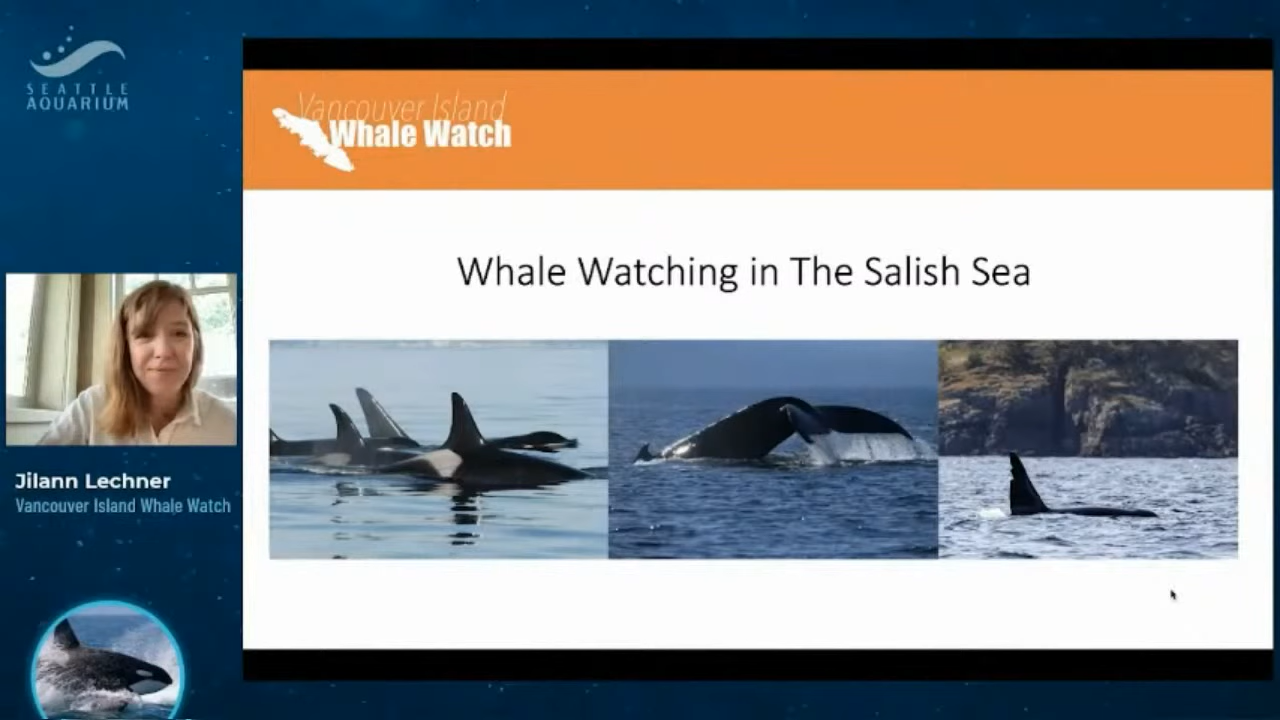 SEATTLE
AQUARIUM
Vancouver Island
Whale Watch
Whale Watching in The Salish Sea
Jilann Lechner
Vancouver Island Whale Watch